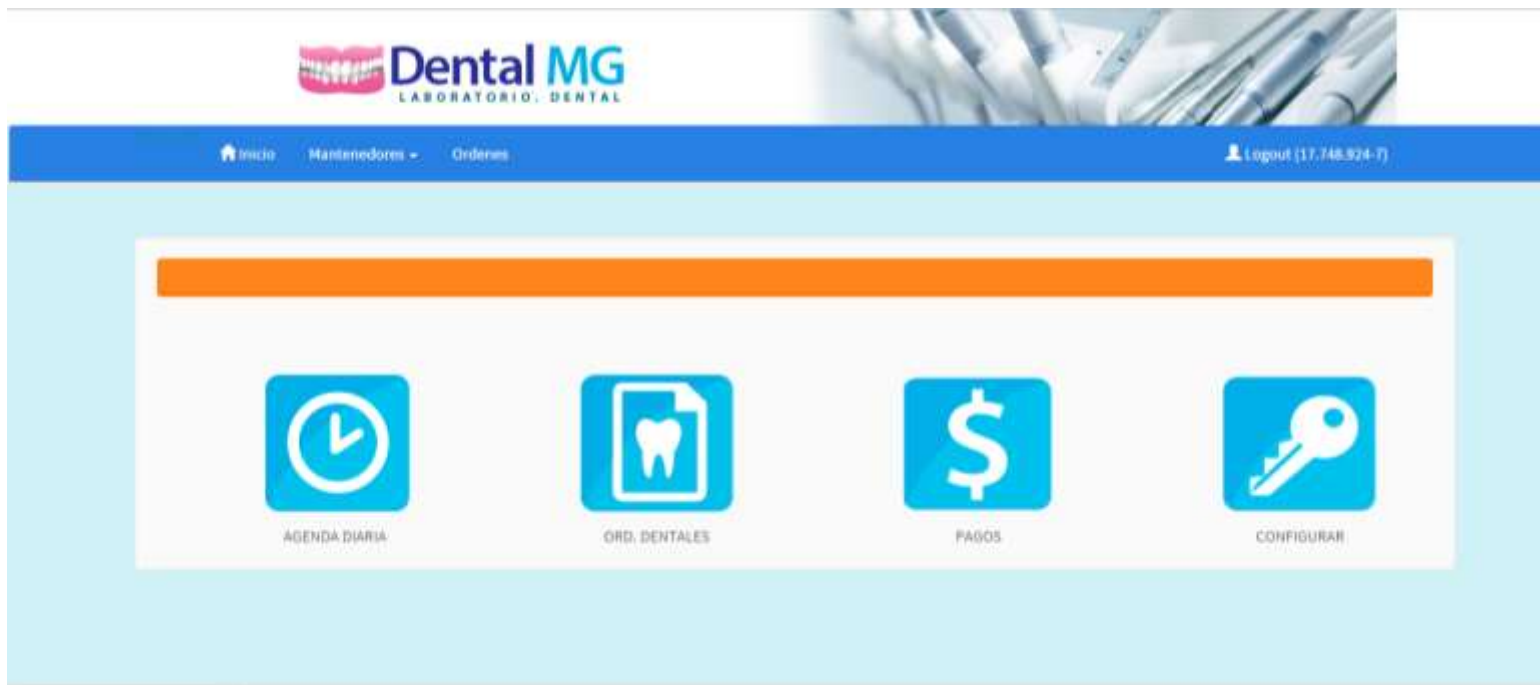 Dental MG
LABORATORIO. DENTAL
Inicio Mantenedores Ordenes Logout (17.748.924-7)
AGENDA DIARIA ORD. DENTALES PAGOS CONFIGURAR